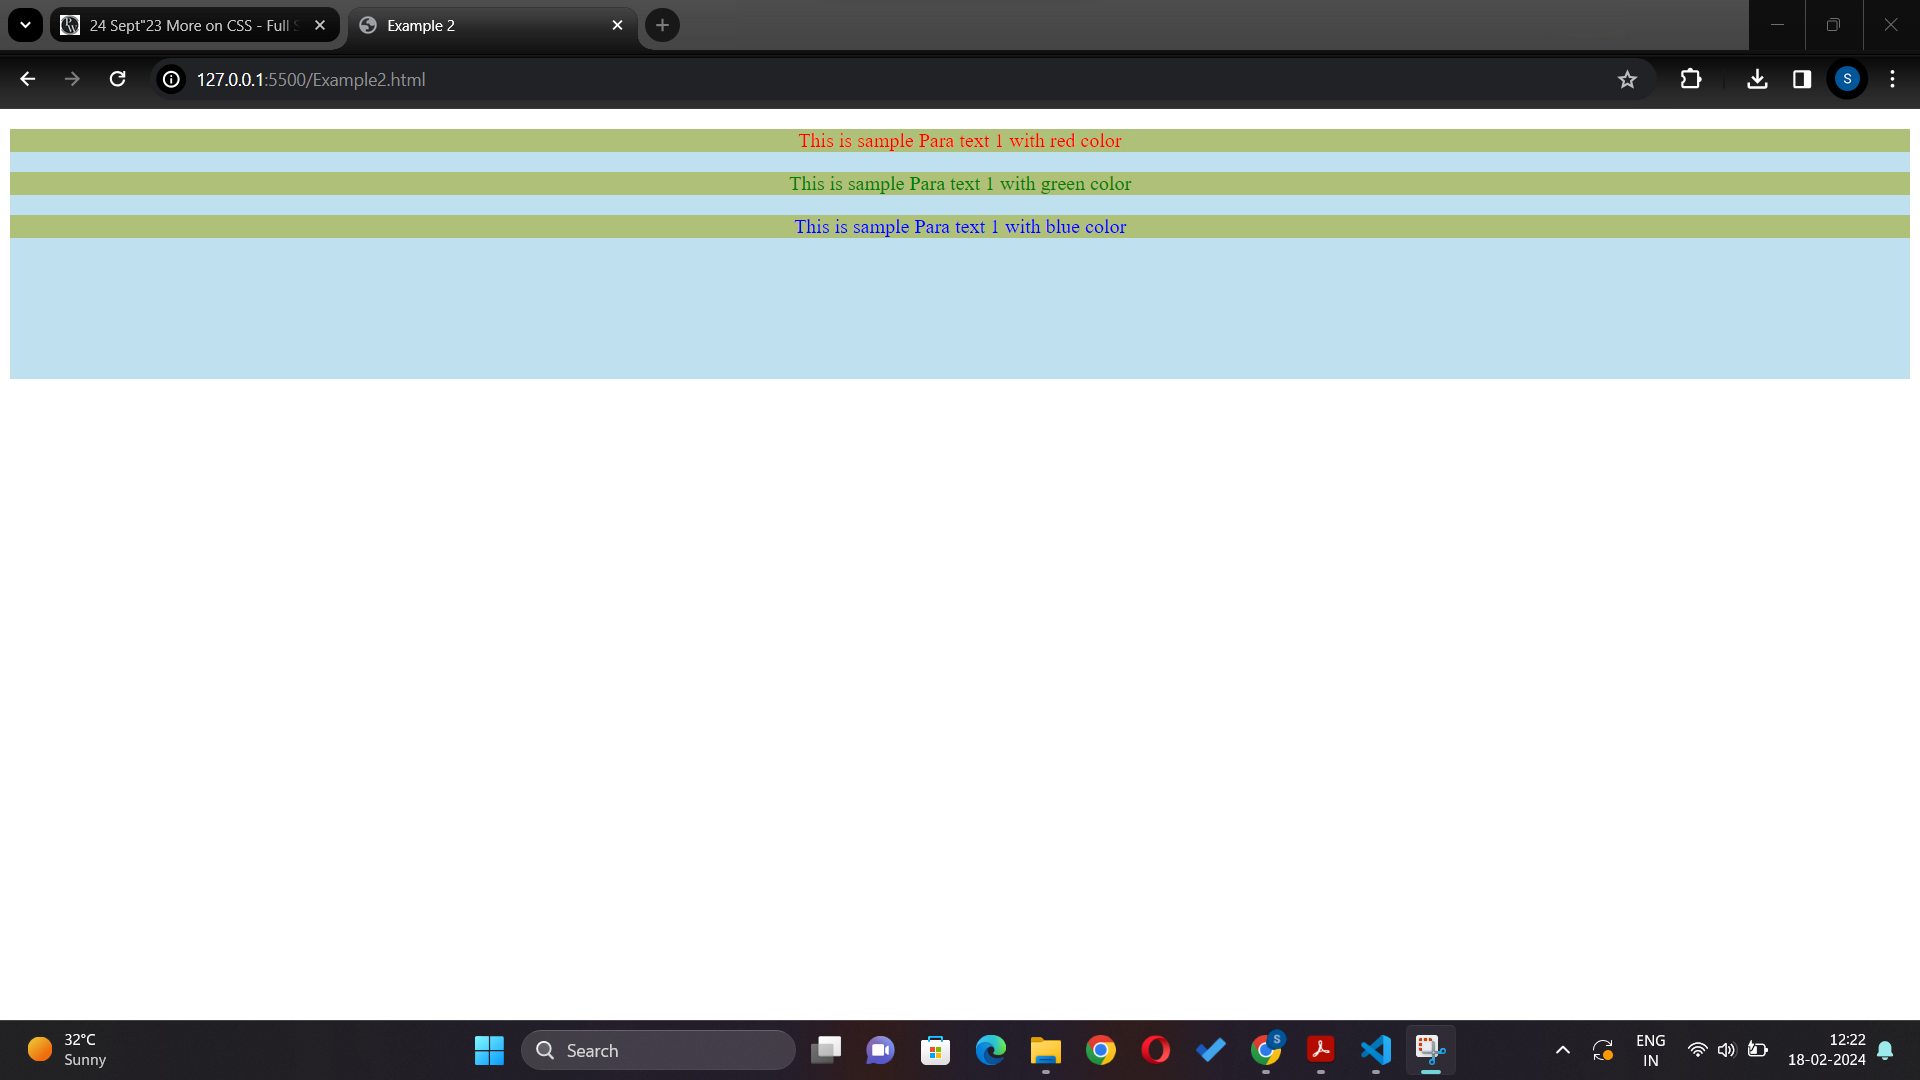 24 Sept"23 More on CSS - Full S
Example 2
127.0.0.1:5500/Example2.html
S
This is sample Para text 1 with red color
This is sample Para text 1 with green color
This is sample Para text 1 with blue color
32°C
Sunny
Search
S
ENG
IN
12:22
18-02-2024